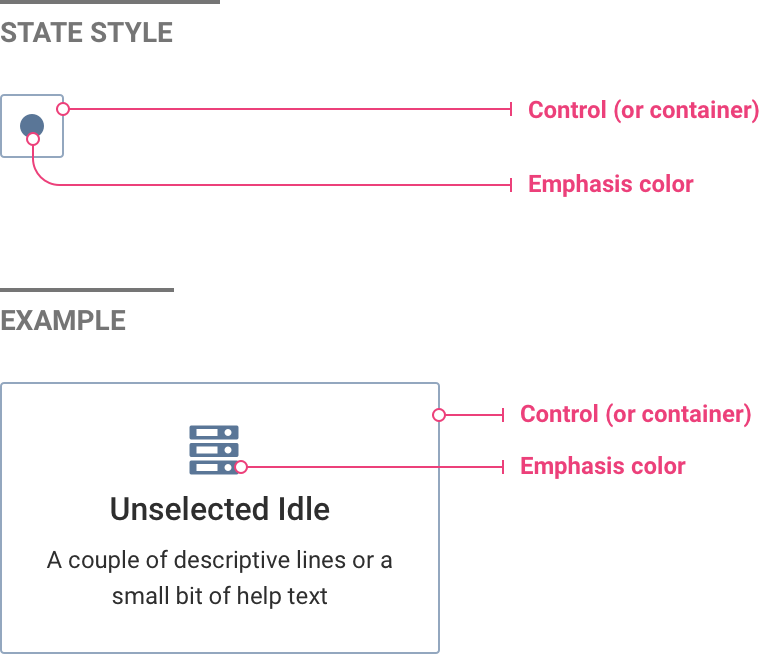 STATE STYLE
Control (or container)
Emphasis color
EXAMPLE
Control (or container)
Emphasis color
Unselected Idle
A couple of descriptive lines or a
small bit of help text